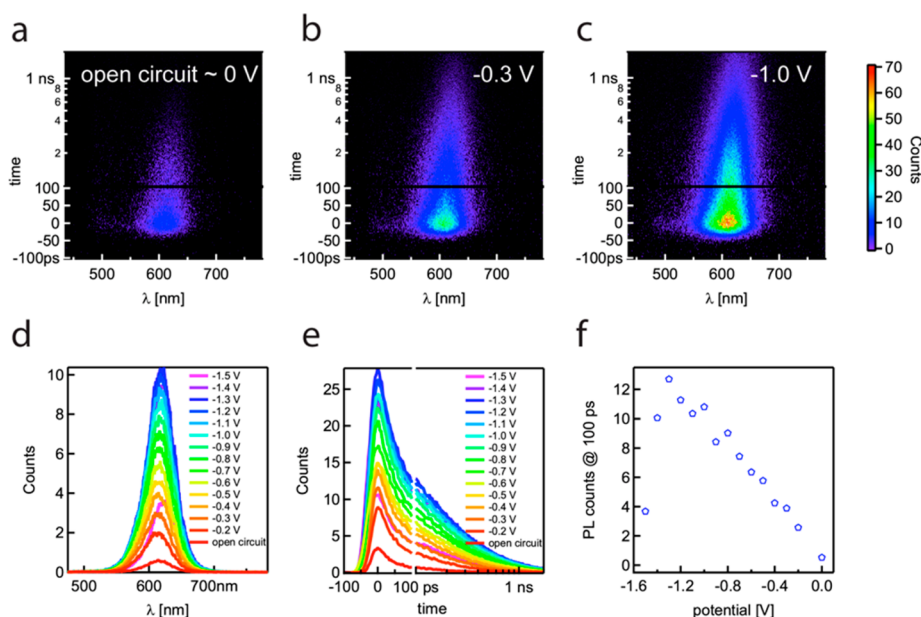 a
b
c
open circuit ~ 0 V
-0.3 V
-1.0 V
time
1 ns
8
6
4
2
100
50
0
-50
-100ps
500
600
700
λ [nm]
time
1 ns
8
6
4
2
100
50
0
-50
-100ps
500
600
700
λ [nm]
time
1 ns
8
6
4
2
100
50
0
-50
-100ps
500
600
700
λ [nm]
70
60
50
40
30
20
10
0
Counts
d
e
f
Counts
10
8
6
4
2
0
-1.5 V
-1.4 V
-1.3 V
-1.2 V
-1.1 V
-1.0 V
-0.9 V
-0.8 V
-0.7 V
-0.6 V
-0.5 V
-0.4 V
-0.3 V
-0.2 V
open circuit
500
600
700nm
λ [nm]
Counts
25
20
15
10
5
0
-1.5 V
-1.4 V
-1.3 V
-1.2 V
-1.1 V
-1.0 V
-0.9 V
-0.8 V
-0.7 V
-0.6 V
-0.5 V
-0.4 V
-0.3 V
-0.2 V
open circuit
-100
0
100 ps
1 ns
time
PL counts @ 100 ps
12
10
8
6
4
2
0
-1.6
-1.2
-0.8
-0.4
0.0
potential [V]